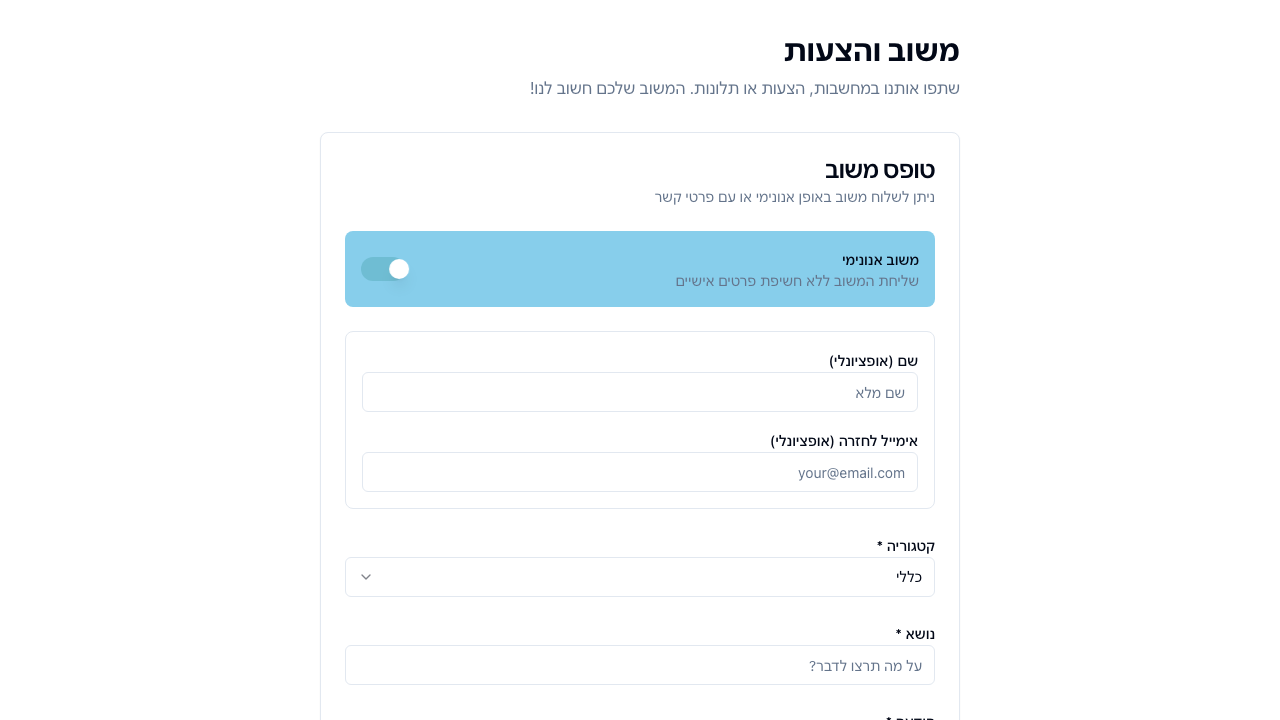 משוב והצעות
שתפו אותנו במחשבות, הצעות או תלונות. המשוב שלכם חשוב לנו!
טופס משוב
ניתן לשלוח משוב באופן אנונימי או עם פרטי קשר
משוב אנונימי
שליחת המשוב ללא חשיפת פרטים אישיים
שם (אופציונלי)
שם מלא
אימייל לחזרה (אופציונלי)
your@email.com
קטגוריה *
כללי
נושא *
על מה תרצו לדבר?